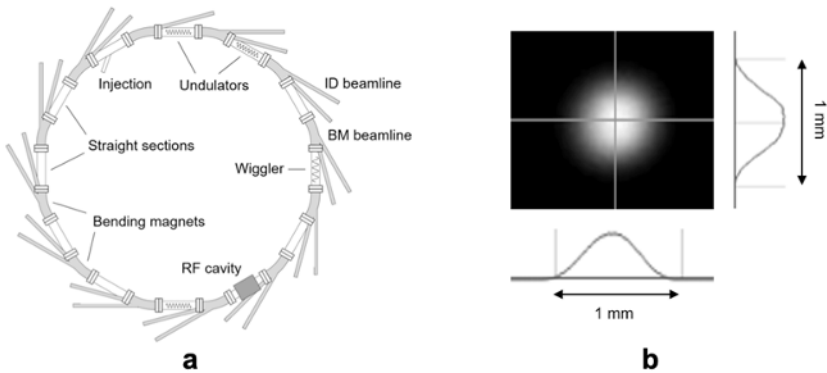 Injection
Undulators
ID beamline
BM beamline
Straight sections
Wiggler
Bending magnets
RF cavity
a
1 mm
1 mm
b